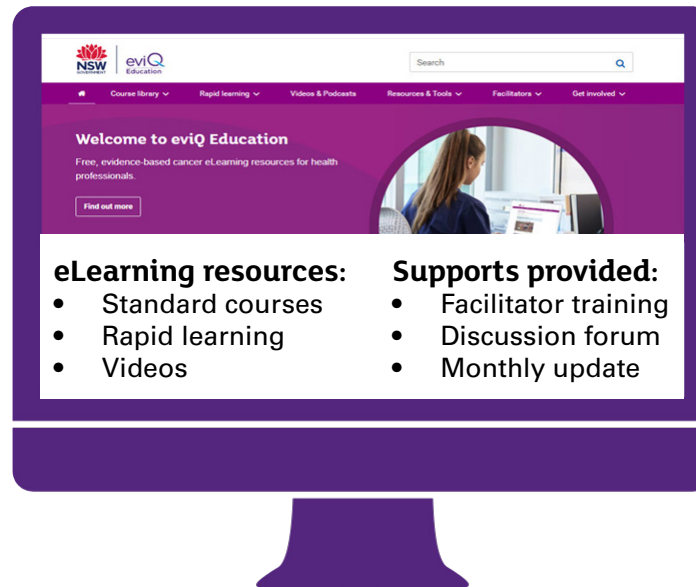 NSW
GOVERNMENT
eviQ
Education
Search
Course library
Rapid learning
Videos & Podcasts
Resources & Tools
Facilitators
Get involved
Welcome to eviQ Education
Free, evidence-based cancer eLearning resources for health
professionals.
Find out more
eLearning resources:
• Standard courses
• Rapid learning
• Videos
Supports provided:
• Facilitator training
• Discussion forum
• Monthly update